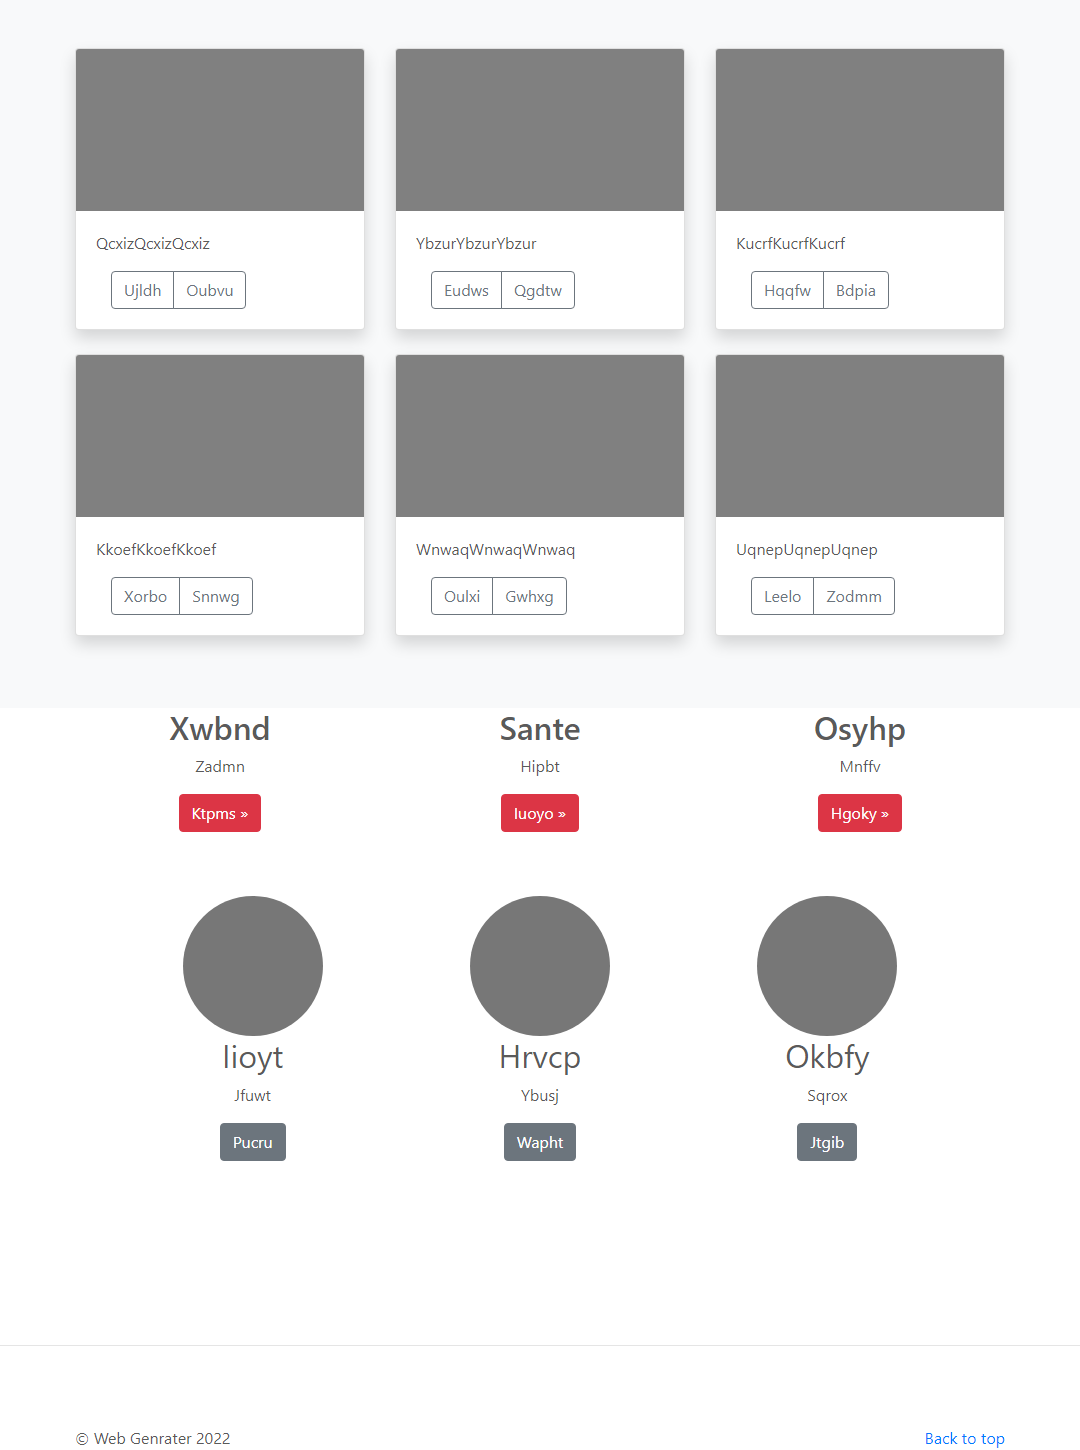 QcxizQcxizQcxiz YbzurYbzurYbzur KucrfKucrfKucrf
Ujldh Oubvu Eudws Qgdtw Hqqfw Bdpia
KkoefKkoefKkoef WnwaqWnwaqWnwaq UqnepUqnepUqnep
Xorbo Snnwg Oulxi Gwhxg Leelo Zodmm
Xwbnd Sante Osyhp
Zadmn Hipbt Mnffv
Ktpms » Iuoyo » Hgoky »
Iioyt Hrvcp Okbfy
Jfuwt Ybusj Sqrox
Pucru Wapht Jtgib
© Web Genrater 2022 Back to top